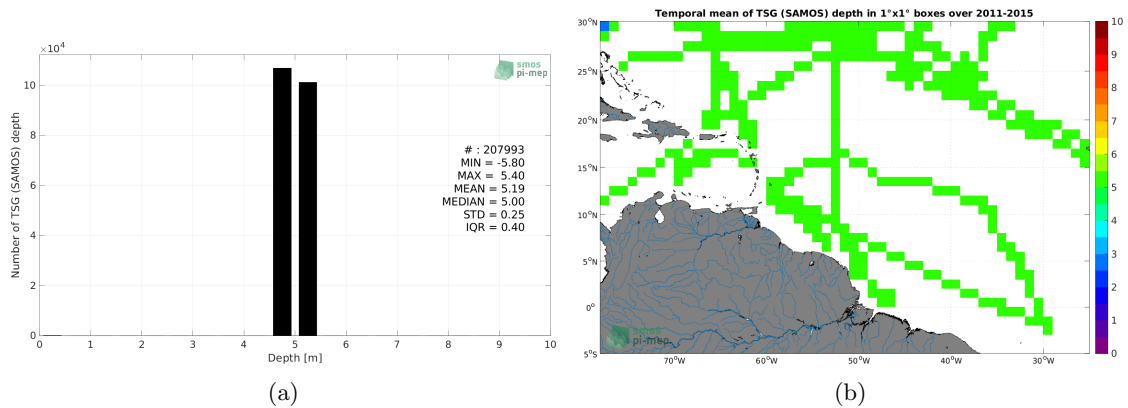 ×10⁴
10
8
6
4
2
0
Number of TSG (SAMOS) depth
smos
pi-mep
# : 207993
MIN = -5.80
MAX = 5.40
MEAN = 5.19
MEDIAN = 5.00
STD = 0.25
IQR = 0.40
0 1 2 3 4 5 6 7 8 9 10
Depth [m]
(a)
Temporal mean of TSG (SAMOS) depth in 1°x1° boxes over 2011-2015
30°N
25°N
20°N
15°N
10°N
5°N
0°
5°S
smos
pi-mep
70°W 60°W 50°W 40°W 30°W
10
9
8
7
6
5
4
3
2
1
0
(b)